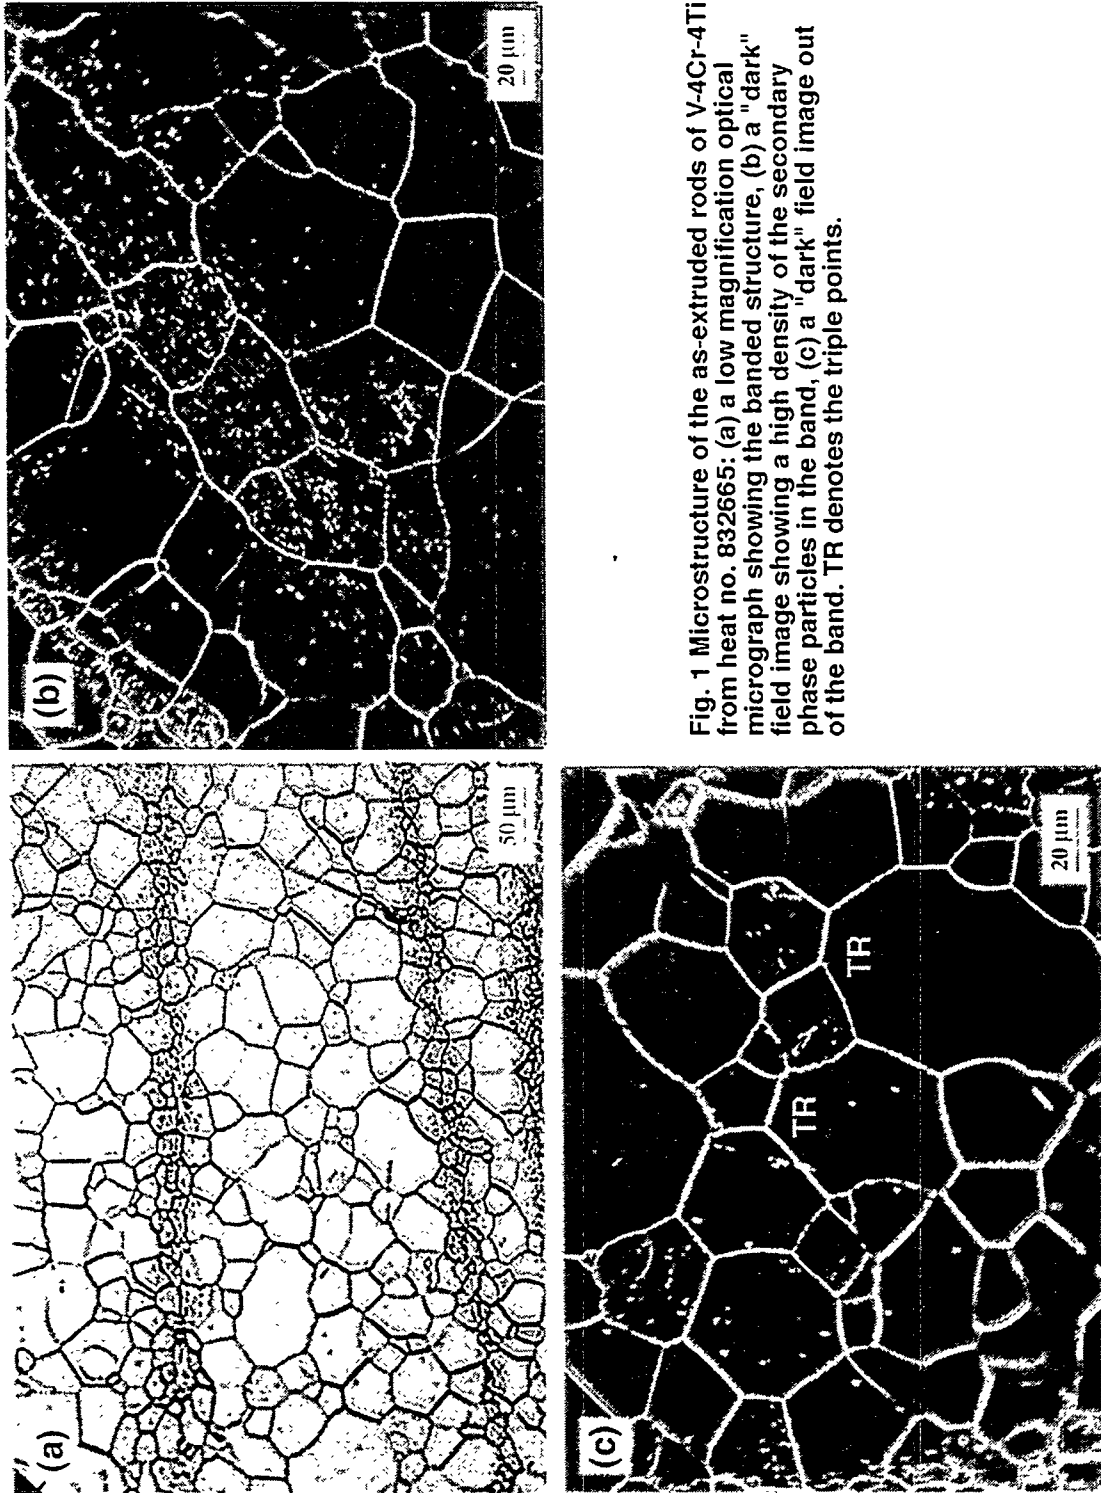 (a)
50 µm
(b)
20 µm
(c)
TR
TR
20 µm
Fig. 1 Microstructure of the as-extruded rods of V-4Cr-4Ti
from heat no. 832665: (a) a low magnification optical
micrograph showing the banded structure, (b) a "dark"
field image showing a high density of the secondary
phase particles in the band, (c) a "dark" field image out
of the band. TR denotes the triple points.